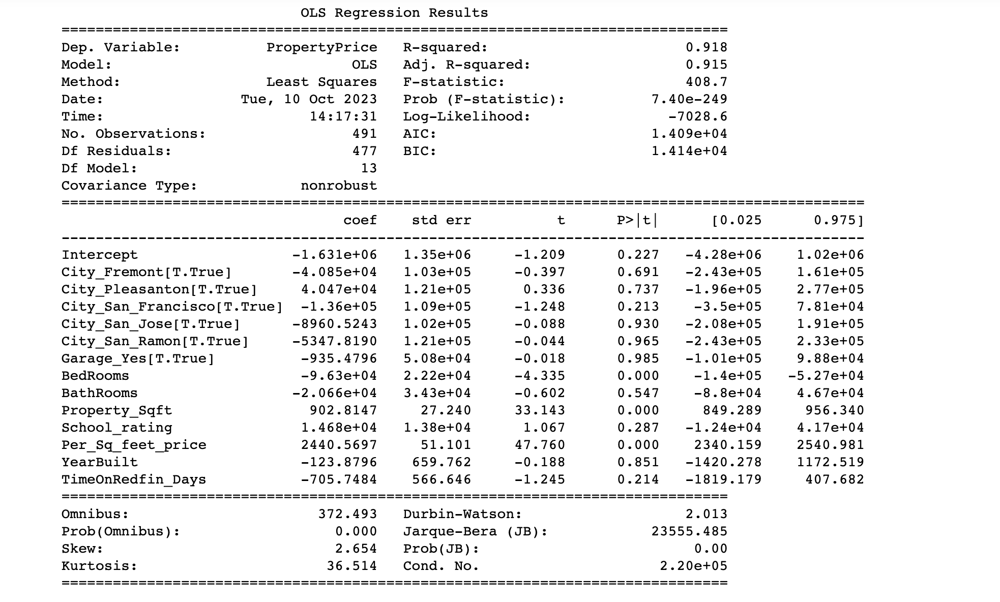 OLS Regression Results
==============================================================================
Dep. Variable: PropertyPrice R-squared: 0.918
Model: OLS Adj. R-squared: 0.915
Method: Least Squares F-statistic: 408.7
Date: Tue, 10 Oct 2023 Prob (F-statistic): 7.40e-249
Time: 14:17:31 Log-Likelihood: -7028.6
No. Observations: 491 AIC: 1.409e+04
Df Residuals: 477 BIC: 1.414e+04
Df Model: 13
Covariance Type: nonrobust
==============================================================================================
coef std err t P>|t| [0.025 0.975]
----------------------------------------------------------------------------------------------
Intercept -1.631e+06 1.35e+06 -1.209 0.227 -4.28e+06 1.02e+06
City_Fremont[T.True] -4.085e+04 1.03e+05 -0.397 0.691 -2.43e+05 1.61e+05
City_Pleasanton[T.True] 4.047e+04 1.21e+05 0.336 0.737 -1.96e+05 2.77e+05
City_San_Francisco[T.True] -1.36e+05 1.09e+05 -1.248 0.213 -3.5e+05 7.81e+04
City_San_Jose[T.True] -8960.5243 1.02e+05 -0.088 0.930 -2.08e+05 1.91e+05
City_San_Ramon[T.True] -5347.8190 1.21e+05 -0.044 0.965 -2.43e+05 2.33e+05
Garage_Yes[T.True] -935.4796 5.08e+04 -0.018 0.985 -1.01e+05 9.88e+04
BedRooms -9.63e+04 2.22e+04 -4.335 0.000 -1.4e+05 -5.27e+04
BathRooms -2.066e+04 3.43e+04 -0.602 0.547 -8.8e+04 4.67e+04
Property_Sqft 902.8147 27.240 33.143 0.000 849.289 956.340
School_rating 1.468e+04 1.38e+04 1.067 0.287 -1.24e+04 4.17e+04
Per_Sq_feet_price 2440.5697 51.101 47.760 0.000 2340.159 2540.981
YearBuilt -123.8796 659.762 -0.188 0.851 -1420.278 1172.519
TimeOnRedfin_Days -705.7484 566.646 -1.245 0.214 -1819.179 407.682
==============================================================================
Omnibus: 372.493 Durbin-Watson: 2.013
Prob(Omnibus): 0.000 Jarque-Bera (JB): 23555.485
Skew: 2.654 Prob(JB): 0.00
Kurtosis: 36.514 Cond. No. 2.20e+05
==============================================================================